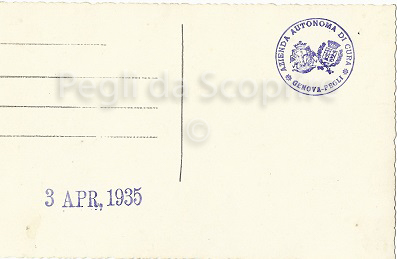 AZIENDA AUTONOMA DI CURA
GENOVA-PEGLI
Pegli da Scoprire
©
3 APR. 1935